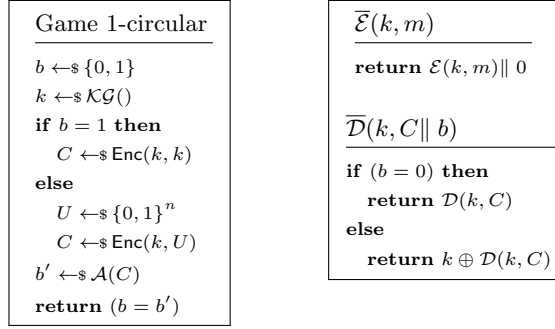 Game 1-circular
b ←$ {0, 1}
k ←$ 𝒦𝒢()
if b = 1 then
C ←$ Enc(k, k)
else
U ←$ {0, 1}ⁿ
C ←$ Enc(k, U)
b′ ←$ 𝒜(C)
return (b = b′)
ℰ̅(k, m)
return ℰ(k, m)‖ 0
𝒟̅(k, C‖ b)
if (b = 0) then
return 𝒟(k, C)
else
return k ⊕ 𝒟(k, C)